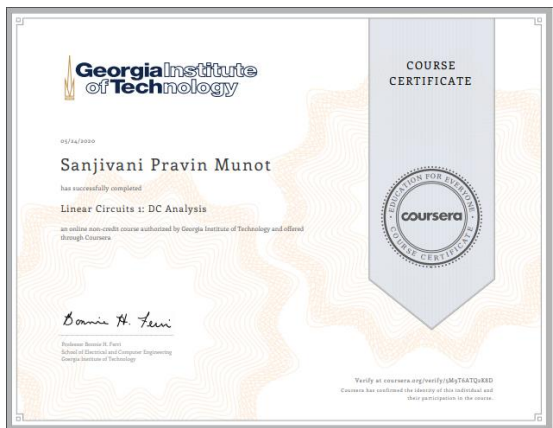 Georgia Institute
of Technology
COURSE
CERTIFICATE
05/24/2020
Sanjivani Pravin Munot
has successfully completed
Linear Circuits 1: DC Analysis
an online non-credit course authorized by Georgia Institute of Technology and offered
through Coursera
EDUCATION FOR EVERYONE
coursera
COURSE CERTIFICATE
Bonnie H. Ferri
Professor Bonnie H. Ferri
School of Electrical and Computer Engineering
Georgia Institute of Technology
Verify at coursera.org/verify/
Coursera has confirmed the identity of this individual and
their participation in the course.